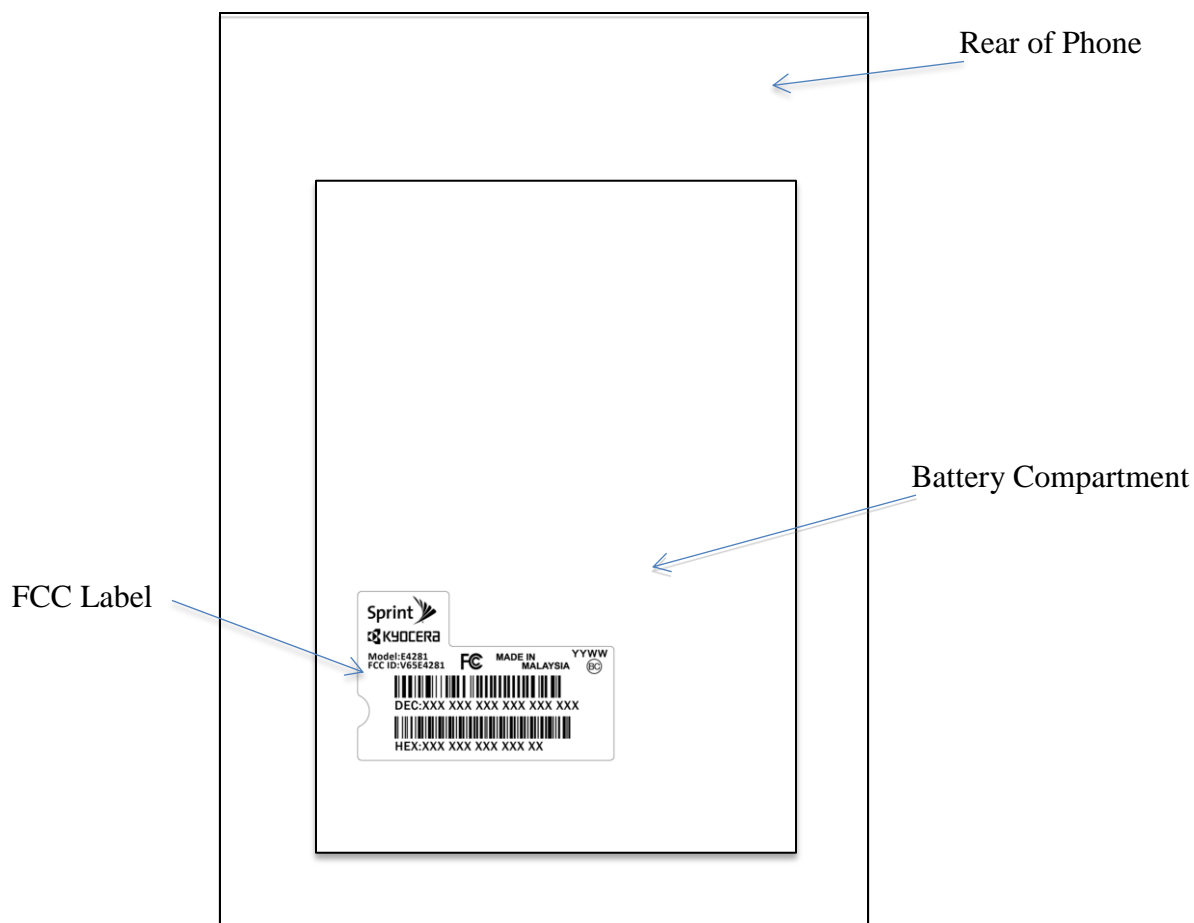 Rear of Phone
Battery Compartment
FCC Label
Sprint
KYOCERA
Model:E4281
FCC ID:V65E4281
FC
MADE IN
MALAYSIA
YYWW
BC
DEC:XXX XXX XXX XXX XXX XXX
HEX:XXX XXX XXX XXX XX